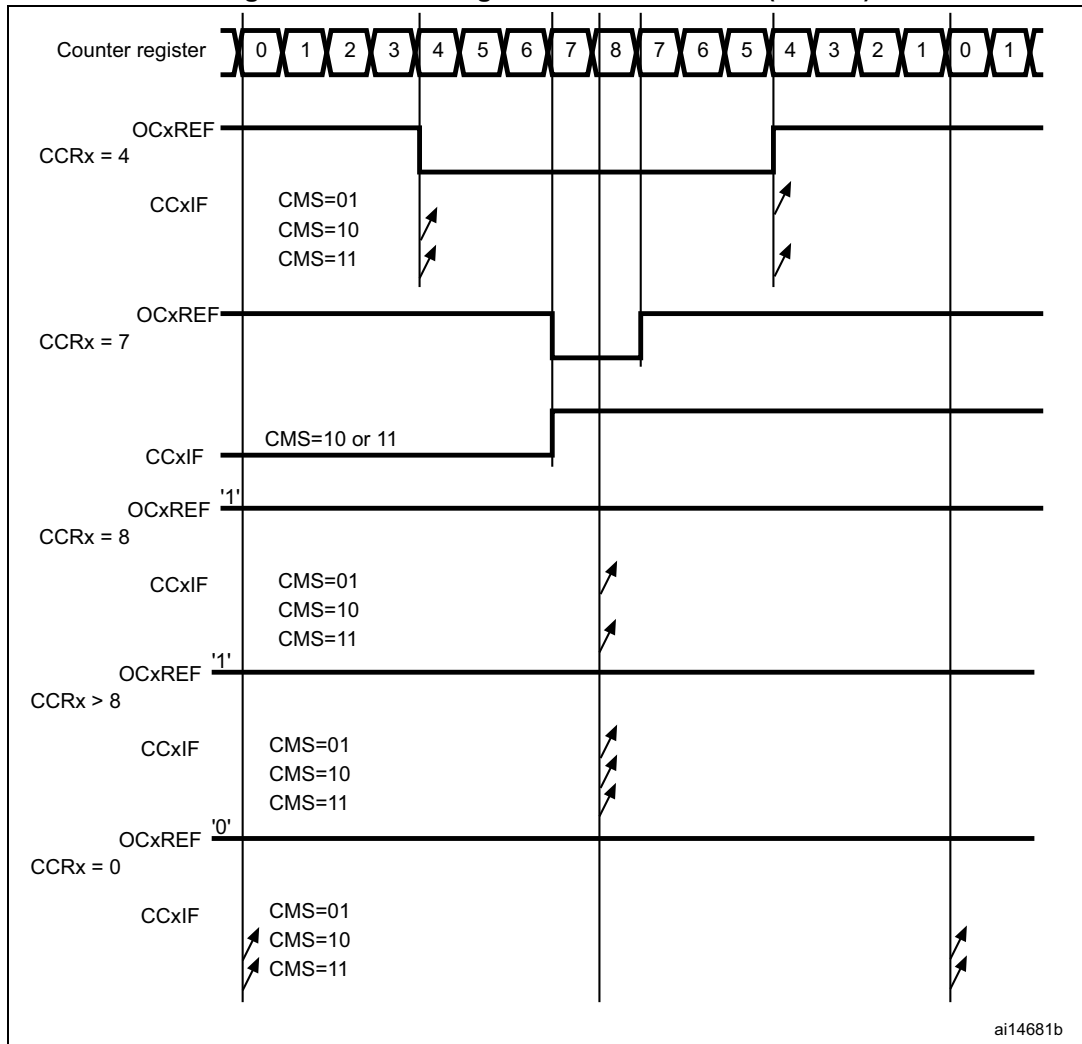 Counter register 0 1 2 3 4 5 6 7 8 7 6 5 4 3 2 1 0 1
OCxREF
CCRx = 4
CCxIF
CMS=01
CMS=10
CMS=11
OCxREF
CCRx = 7
CMS=10 or 11
CCxIF
'1'
OCxREF
CCRx = 8
CCxIF
CMS=01
CMS=10
CMS=11
'1'
OCxREF
CCRx > 8
CCxIF
CMS=01
CMS=10
CMS=11
'0'
OCxREF
CCRx = 0
CCxIF
CMS=01
CMS=10
CMS=11
ai14681b